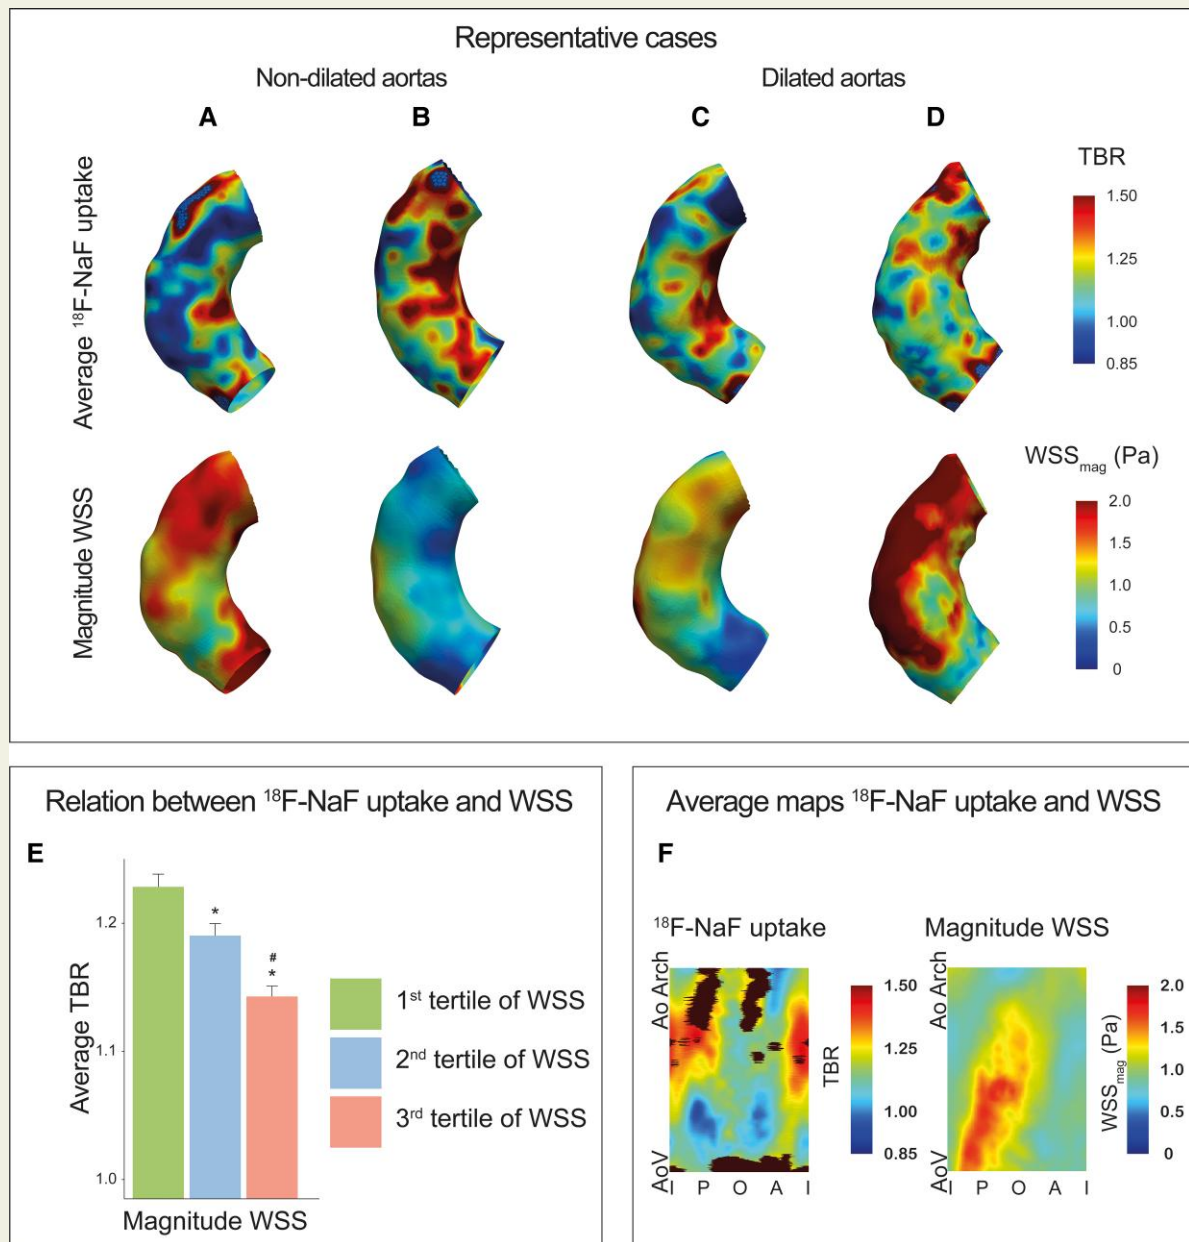 Representative cases
Non-dilated aortas
Dilated aortas
A
B
C
D
Average ¹⁸F-NaF uptake
TBR
1.50
1.25
1.00
0.85
Magnitude WSS
WSSmag (Pa)
2.0
1.5
1.0
0.5
0
Relation between ¹⁸F-NaF uptake and WSS
E
Average TBR
1.2
1.1
1.0
*
#
*
Magnitude WSS
1st tertile of WSS
2nd tertile of WSS
3rd tertile of WSS
Average maps ¹⁸F-NaF uptake and WSS
F
¹⁸F-NaF uptake
Ao Arch
AoV
I P O A I
TBR
1.50
1.25
1.00
0.85
Magnitude WSS
Ao Arch
AoV
I P O A I
WSSmag (Pa)
2.0
1.5
1.0
0.5
0